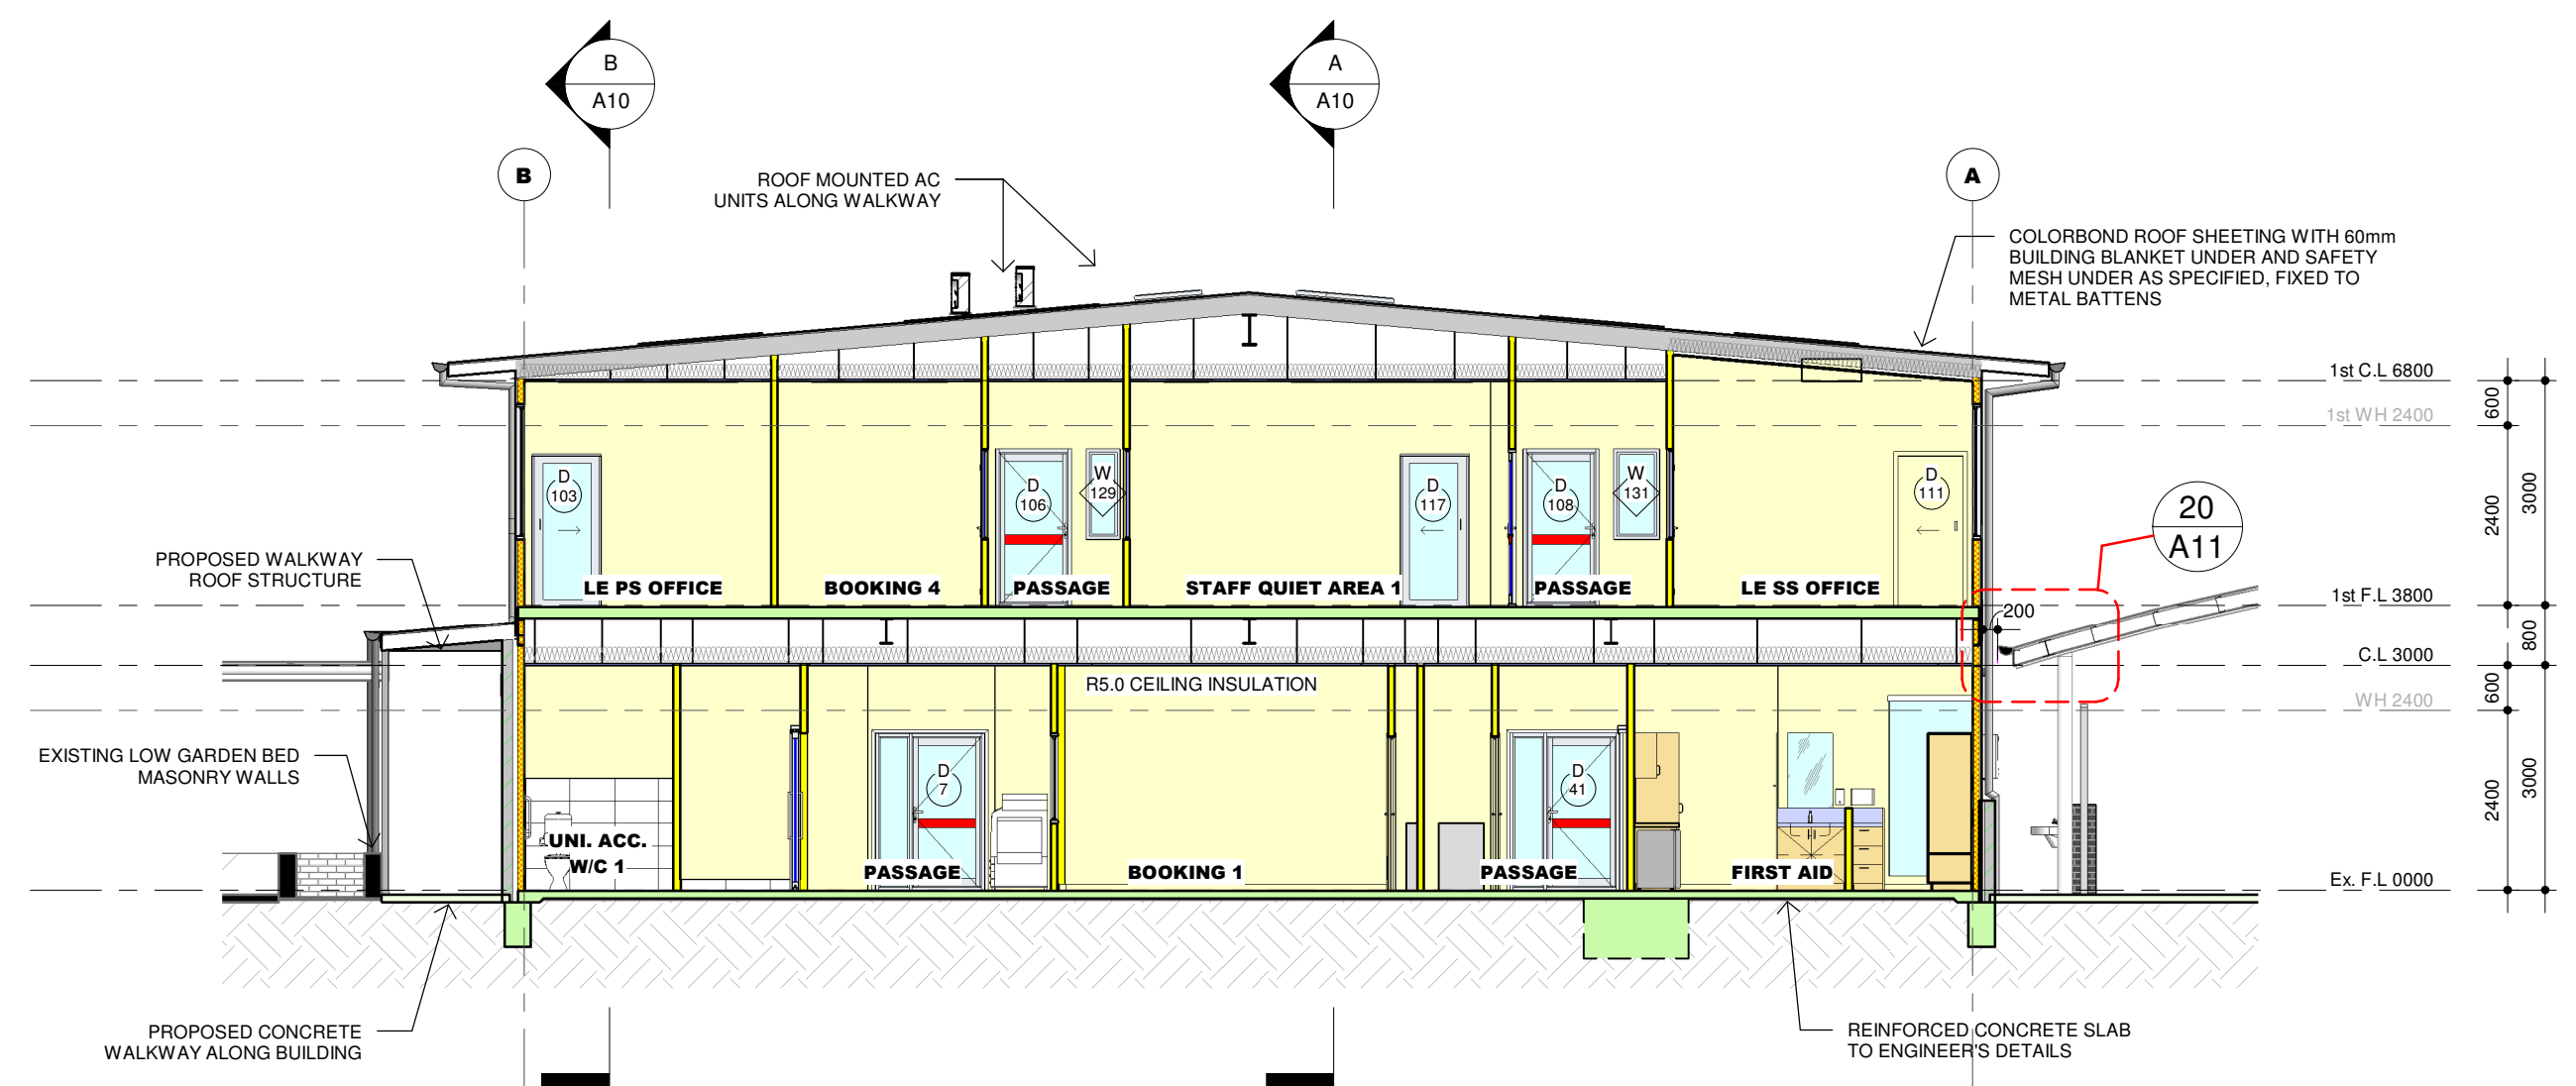 B
A10
A
A10
B
A
ROOF MOUNTED AC
UNITS ALONG WALKWAY
COLORBOND ROOF SHEETING WITH 60mm
BUILDING BLANKET UNDER AND SAFETY
MESH UNDER AS SPECIFIED, FIXED TO
METAL BATTENS
1st C.L 6800
600
1st WH 2400
2400
3000
D
103
D
106
W
129
D
117
D
108
W
131
D
111
20
A11
PROPOSED WALKWAY
ROOF STRUCTURE
LE PS OFFICE
BOOKING 4
PASSAGE
STAFF QUIET AREA 1
PASSAGE
LE SS OFFICE
1st F.L 3800
200
800
C.L 3000
R5.0 CEILING INSULATION
600
WH 2400
EXISTING LOW GARDEN BED
MASONRY WALLS
D
7
D
41
2400
3000
UNI. ACC.
W/C 1
PASSAGE
BOOKING 1
PASSAGE
FIRST AID
Ex. F.L 0000
PROPOSED CONCRETE
WALKWAY ALONG BUILDING
REINFORCED CONCRETE SLAB
TO ENGINEER'S DETAILS